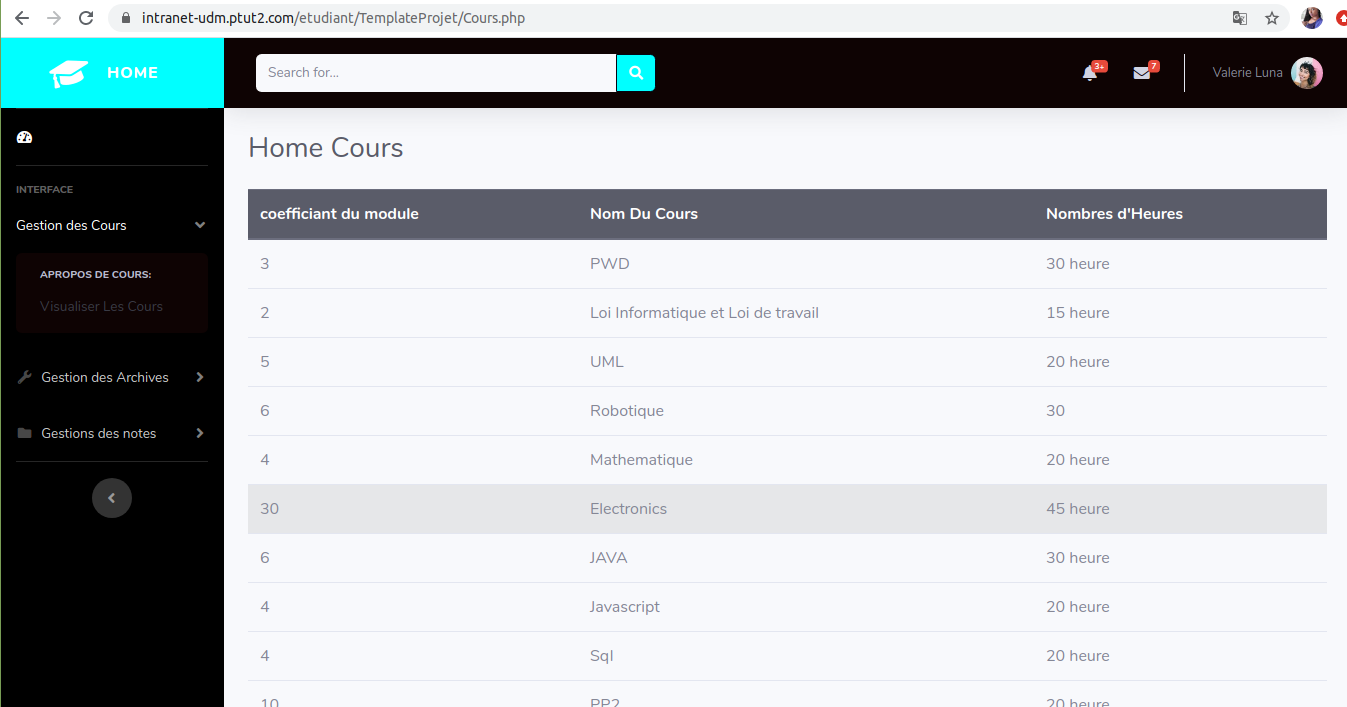 intranet-udm.ptut2.com/etudiant/TemplateProjet/Cours.php
HOME
Search for...
3+
7
Valerie Luna
INTERFACE
Gestion des Cours
APROPOS DE COURS:
Visualiser Les Cours
Gestion des Archives
Gestions des notes
Home Cours
coefficiant du module Nom Du Cours Nombres d'Heures
3 PWD 30 heure
2 Loi Informatique et Loi de travail 15 heure
5 UML 20 heure
6 Robotique 30
4 Mathematique 20 heure
30 Electronics 45 heure
6 JAVA 30 heure
4 Javascript 20 heure
4 Sql 20 heure
10 PP2 20 heure